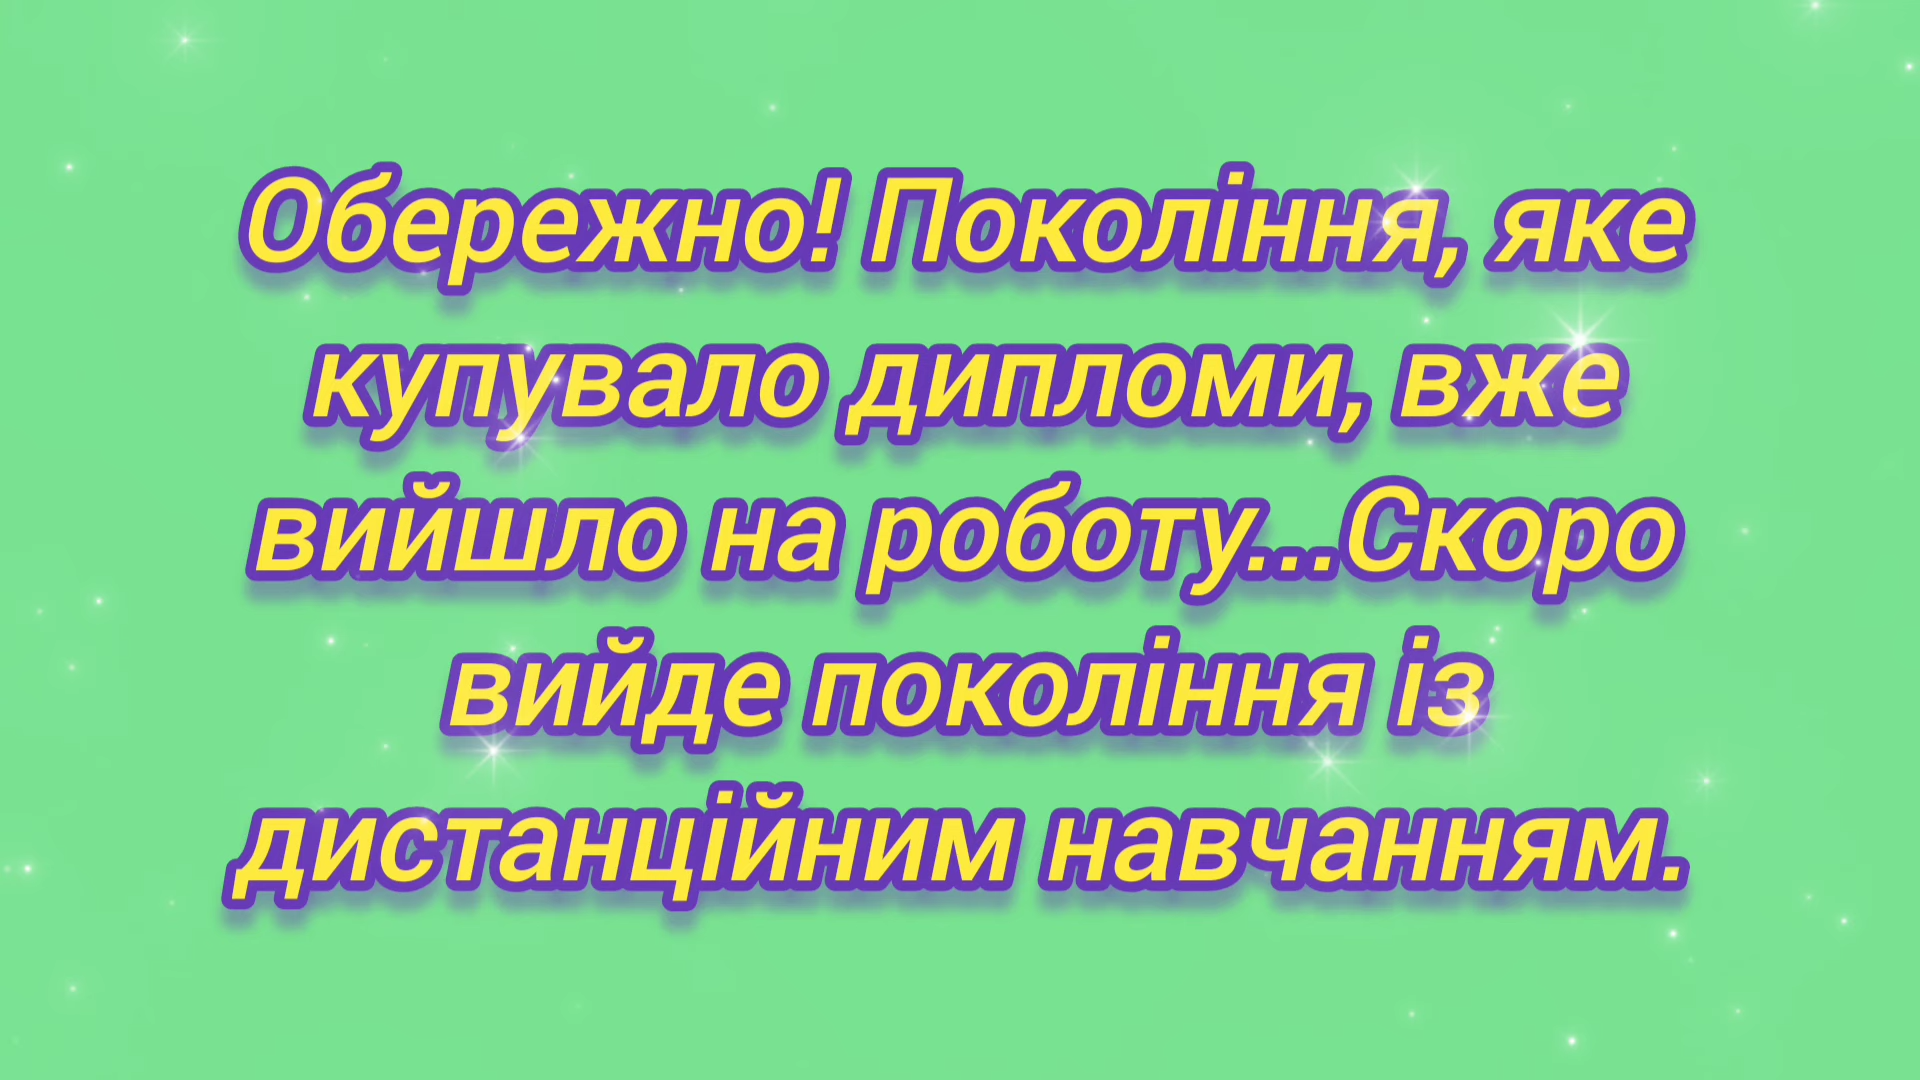 Обережно! Покоління, яке
купувало дипломи, вже
вийшло на роботу...Скоро
вийде покоління із
дистанційним навчанням.